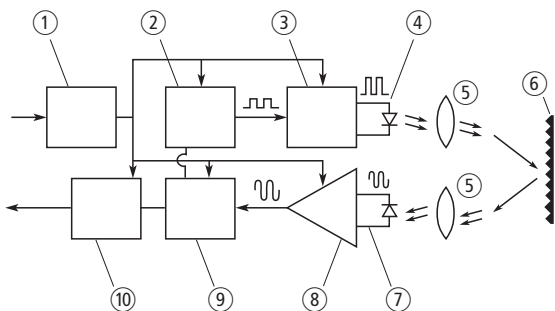 ① ② ③ ④
⑤ ⑥
⑤
⑩ ⑨ ⑧ ⑦